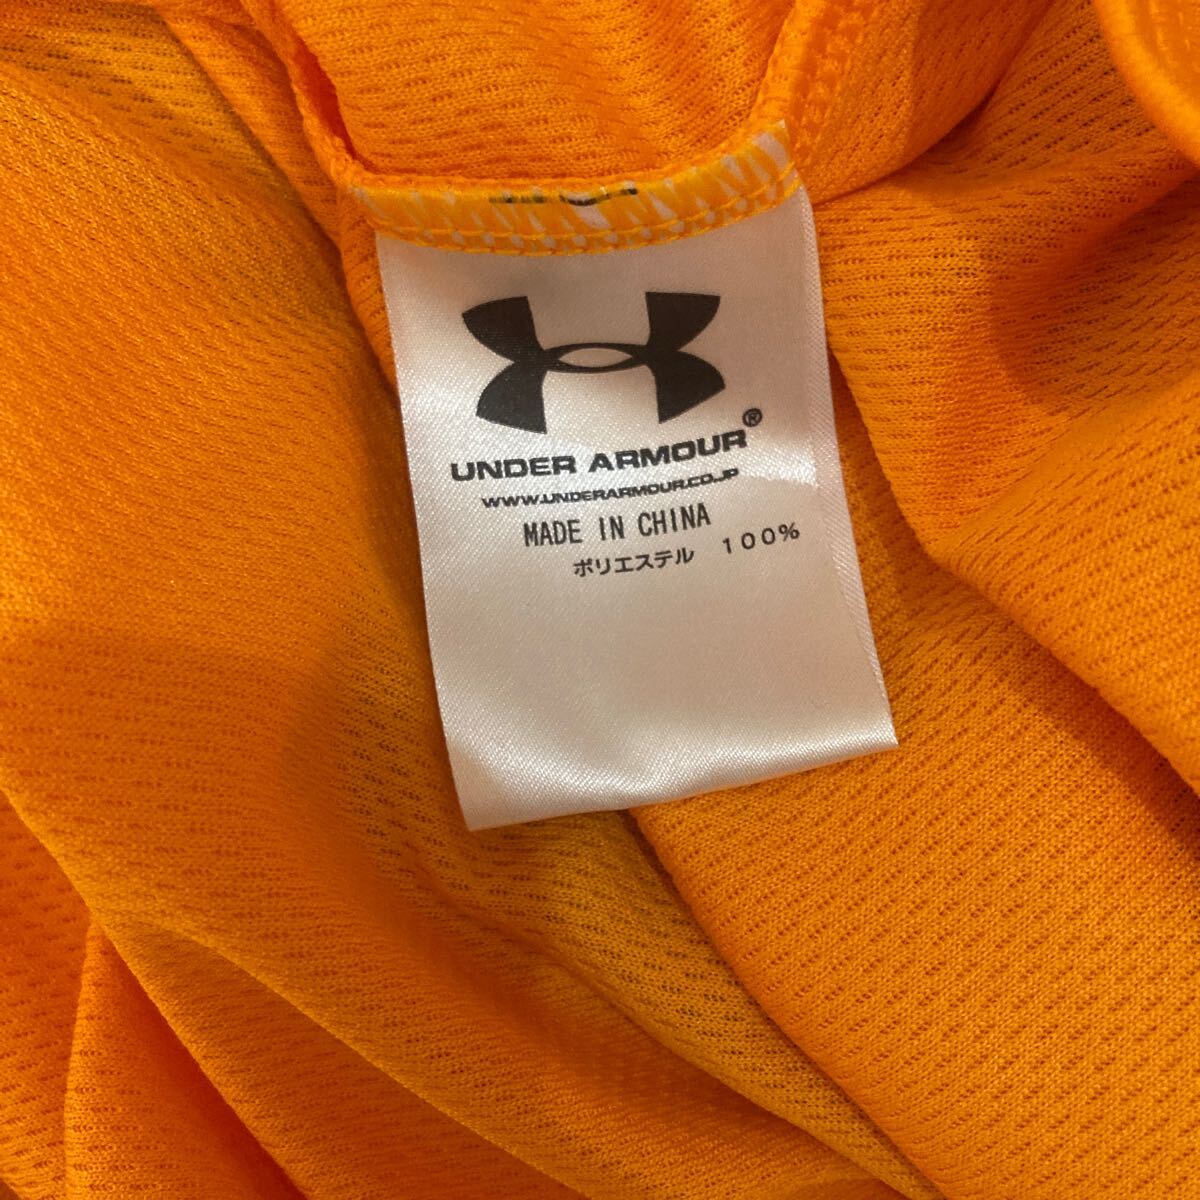 UNDER ARMOUR®
WWW.UNDERARMOUR.CO.JP
MADE IN CHINA
ポリエステル 100%